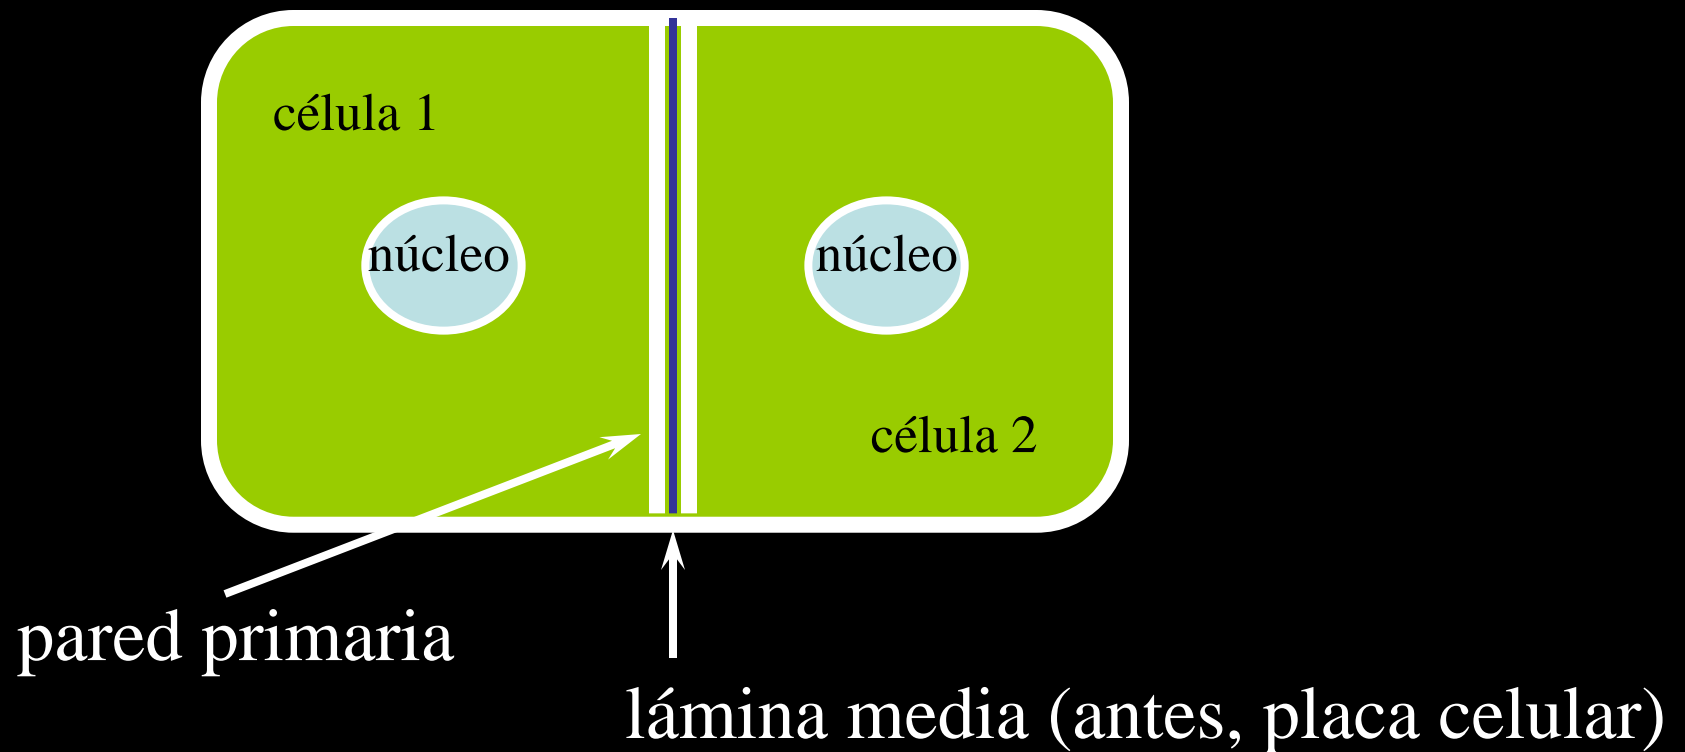 célula 1
núcleo
núcleo
célula 2
pared primaria
lámina media (antes, placa celular)